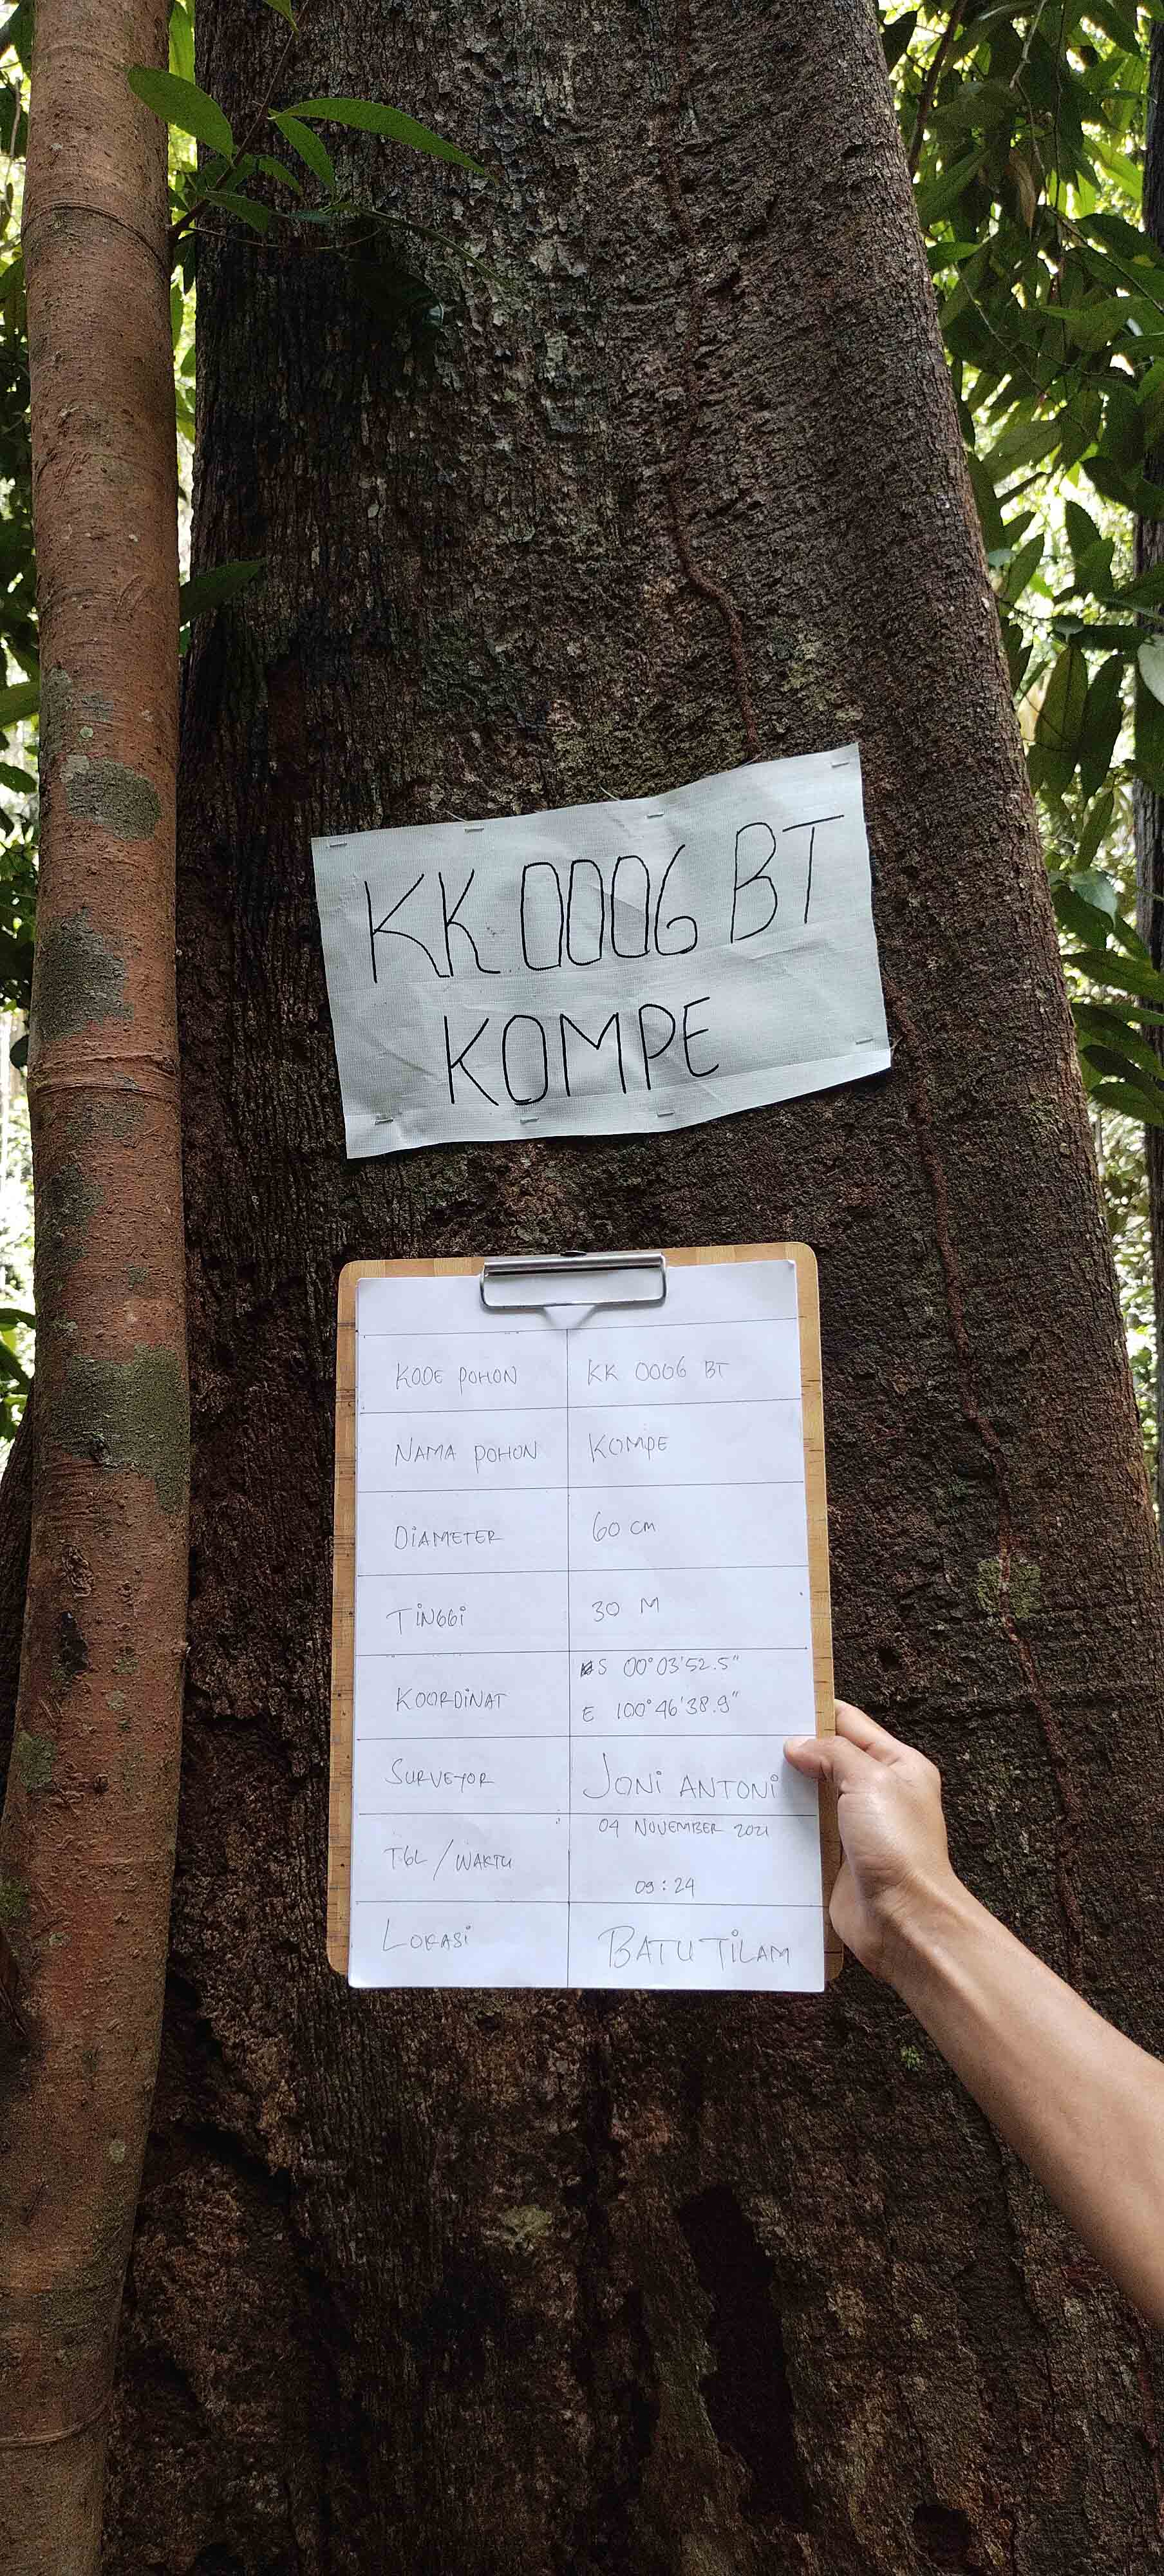 KK 0006 BT
KOMPE
KODE POHON KK 0006 BT
NAMA POHON KOMPE
DIAMETER 60 cm
TiNGGi 30 M
KOORDiNAT S 00°03'52.5"
E 100°46'38.9"
SURVEYOR JONi ANTONi
TGL / WAKTU 04 NOVEMBER 2021
09:24
LOKASi BATU TiLAM